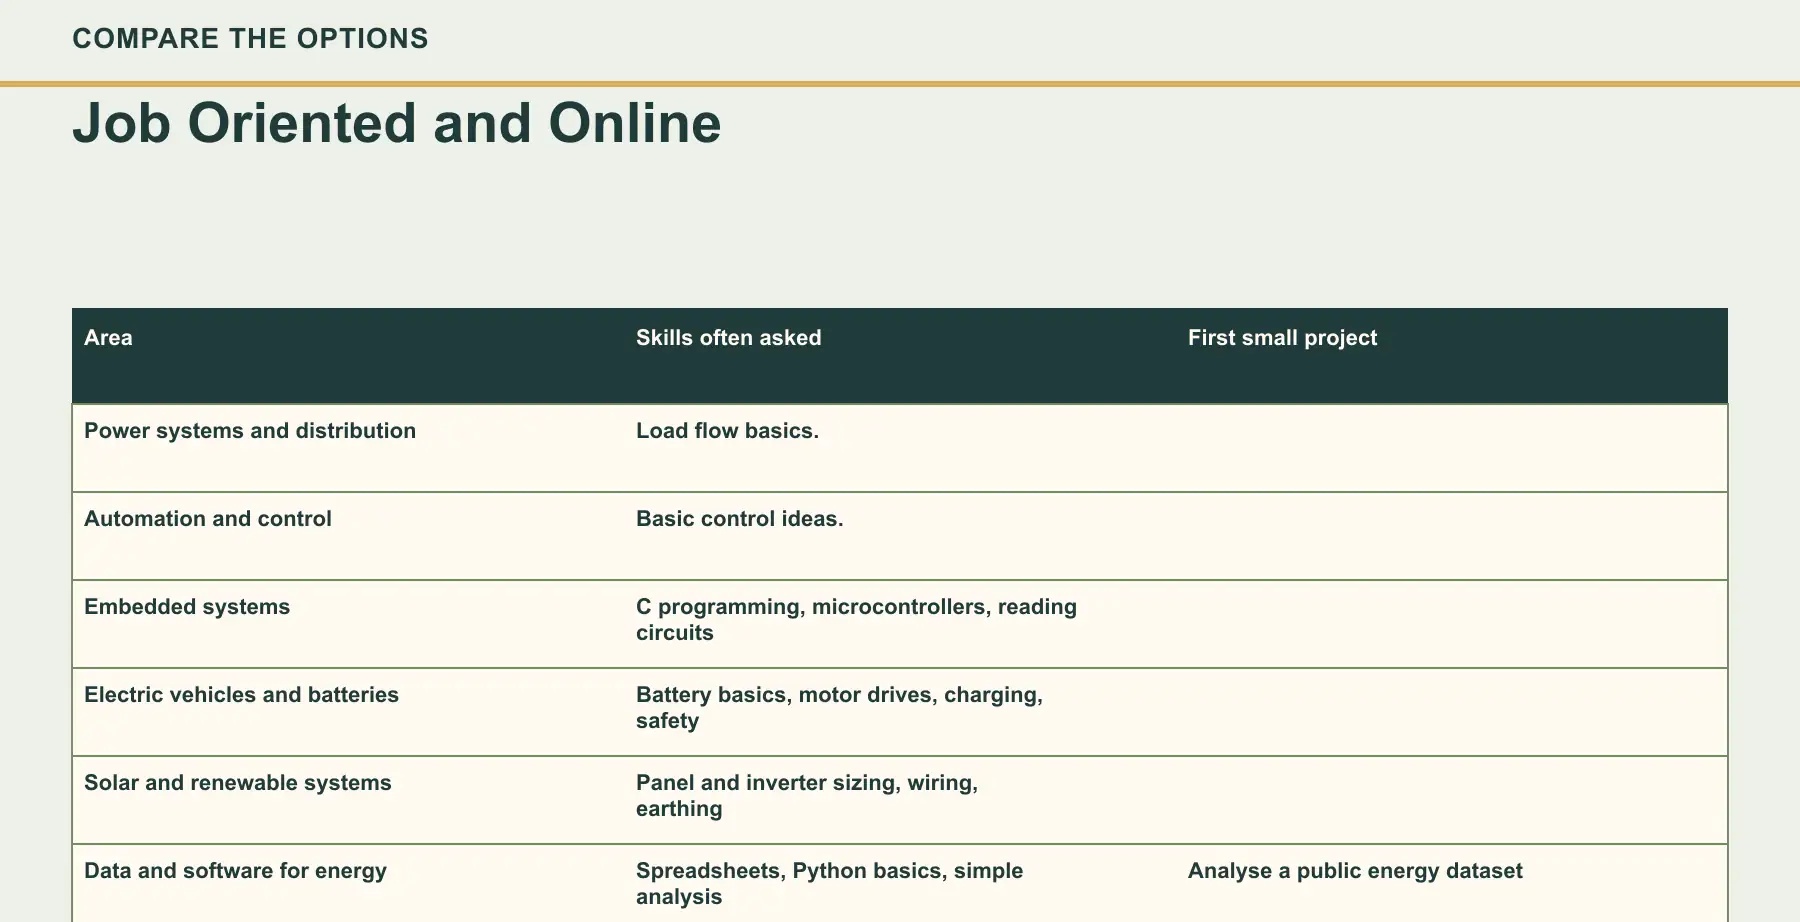 COMPARE THE OPTIONS
Job Oriented and Online
Area Skills often asked First small project
Power systems and distribution Load flow basics.
Automation and control Basic control ideas.
Embedded systems C programming, microcontrollers, reading
circuits
Electric vehicles and batteries Battery basics, motor drives, charging,
safety
Solar and renewable systems Panel and inverter sizing, wiring,
earthing
Data and software for energy Spreadsheets, Python basics, simple Analyse a public energy dataset
analysis